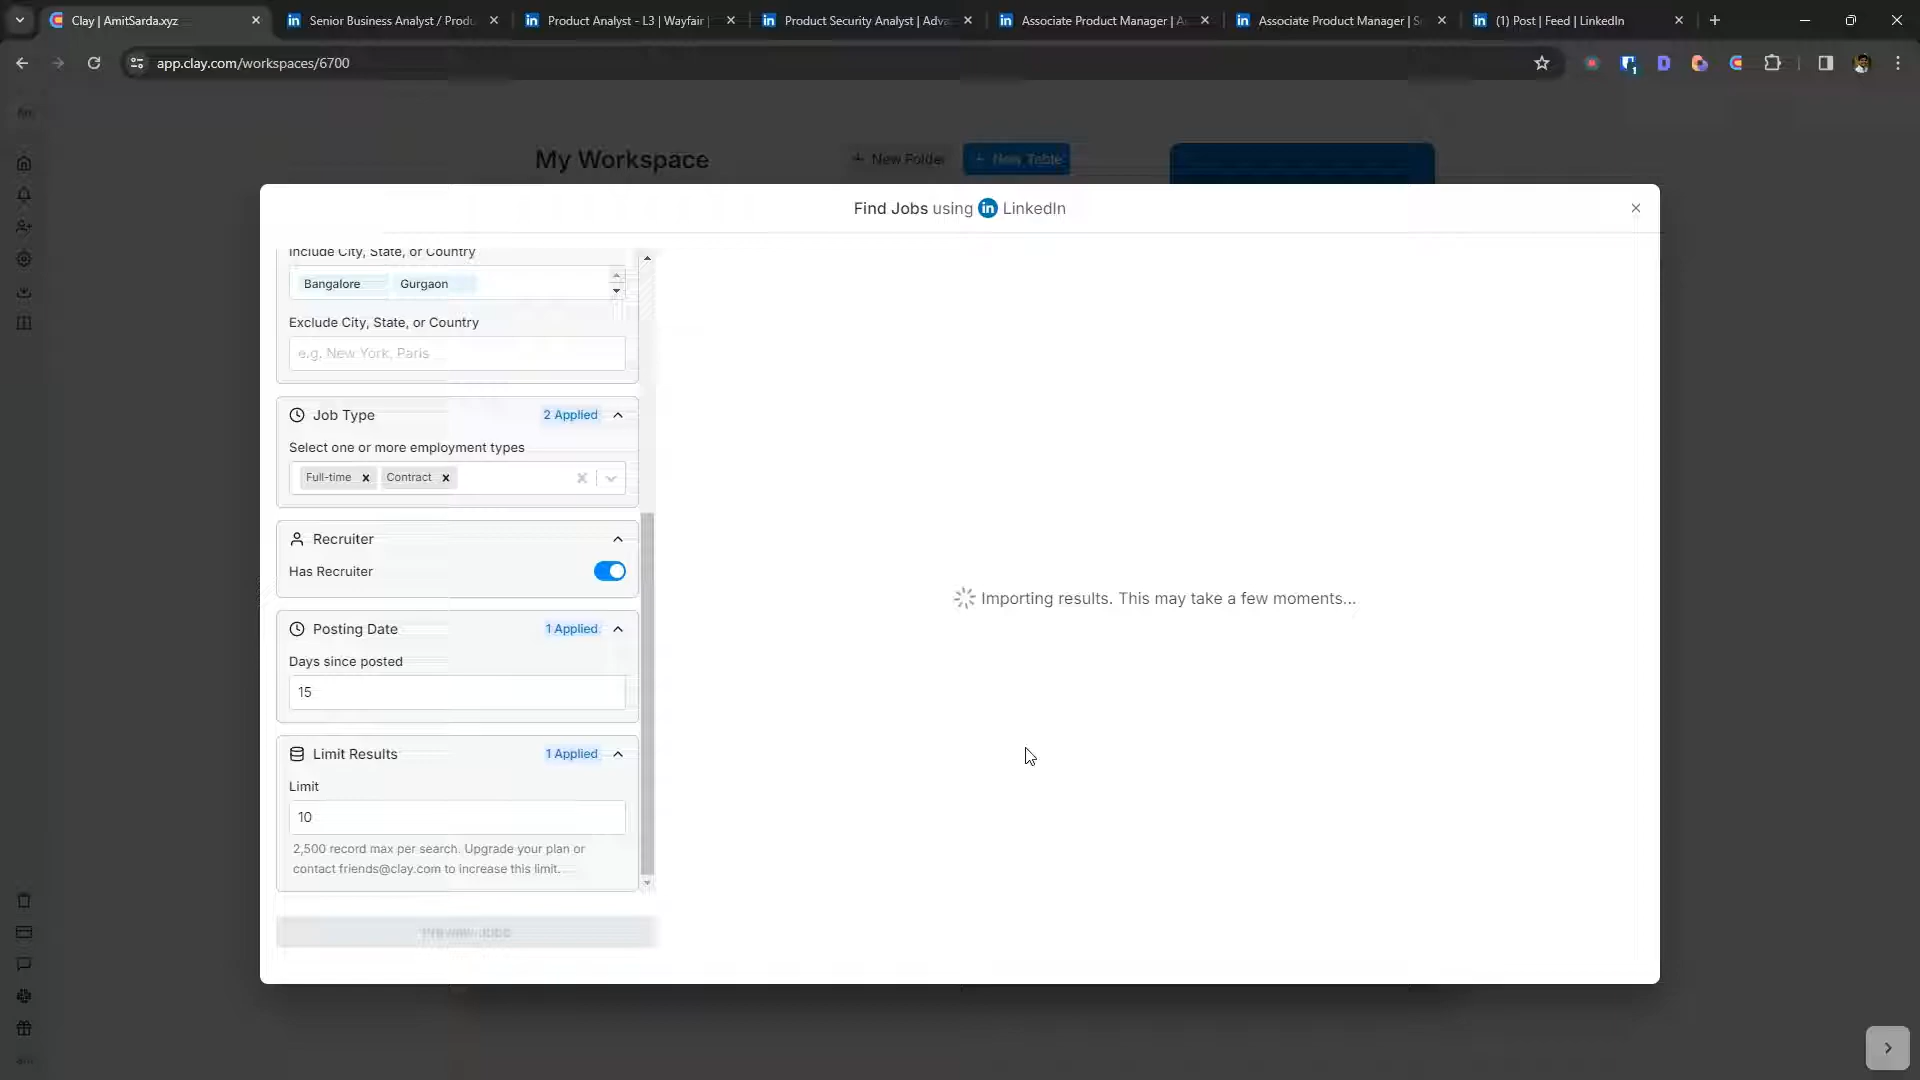 Clay | AmitSarda.xyz
Senior Business Analyst / Produ
Product Analyst - L3 | Wayfair |
Product Security Analyst | Adva
Associate Product Manager | A
Associate Product Manager | S
(1) Post | Feed | LinkedIn
app.clay.com/workspaces/6700
My Workspace
+ New Folder
+ New Table
Find Jobs using LinkedIn
Include City, State, or Country
Bangalore
Gurgaon
Exclude City, State, or Country
e.g. New York, Paris
Job Type
2 Applied
Select one or more employment types
Full-time
Contract
Recruiter
Has Recruiter
Posting Date
1 Applied
Days since posted
15
Limit Results
1 Applied
Limit
10
2,500 record max per search. Upgrade your plan or
contact friends@clay.com to increase this limit.
Preview Jobs
Importing results. This may take a few moments...